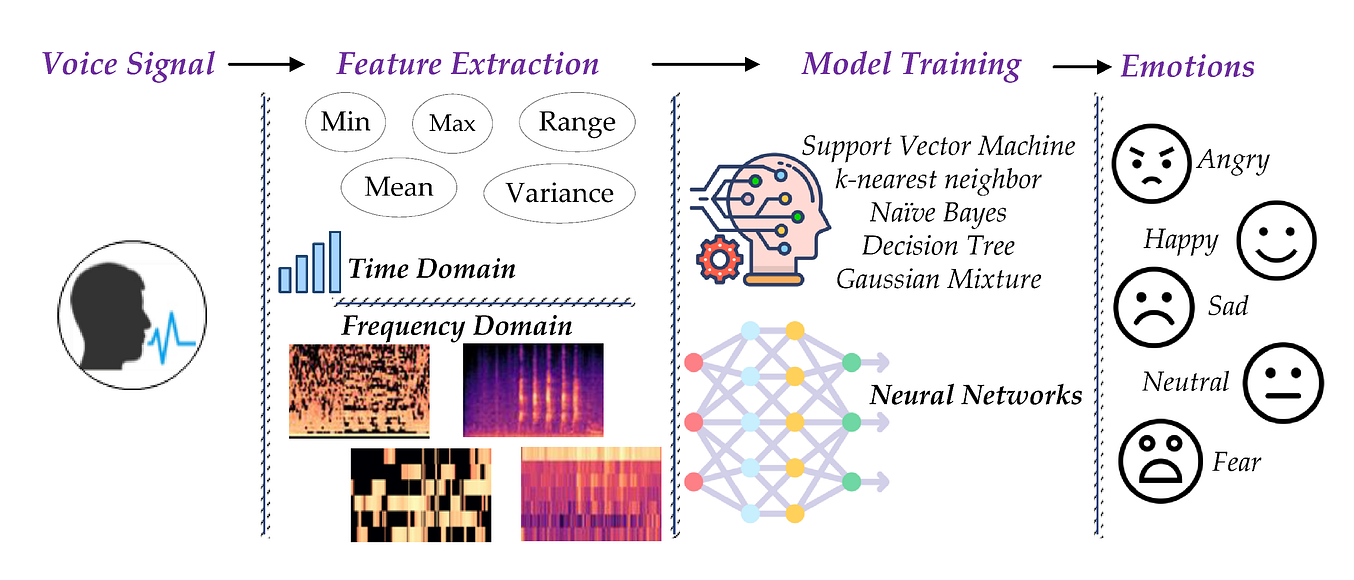 Voice Signal
Feature Extraction
Model Training
Emotions
Min
Max
Range
Mean
Variance
Time Domain
Frequency Domain
Support Vector Machine
k-nearest neighbor
Naïve Bayes
Decision Tree
Gaussian Mixture
Neural Networks
Angry
Happy
Sad
Neutral
Fear